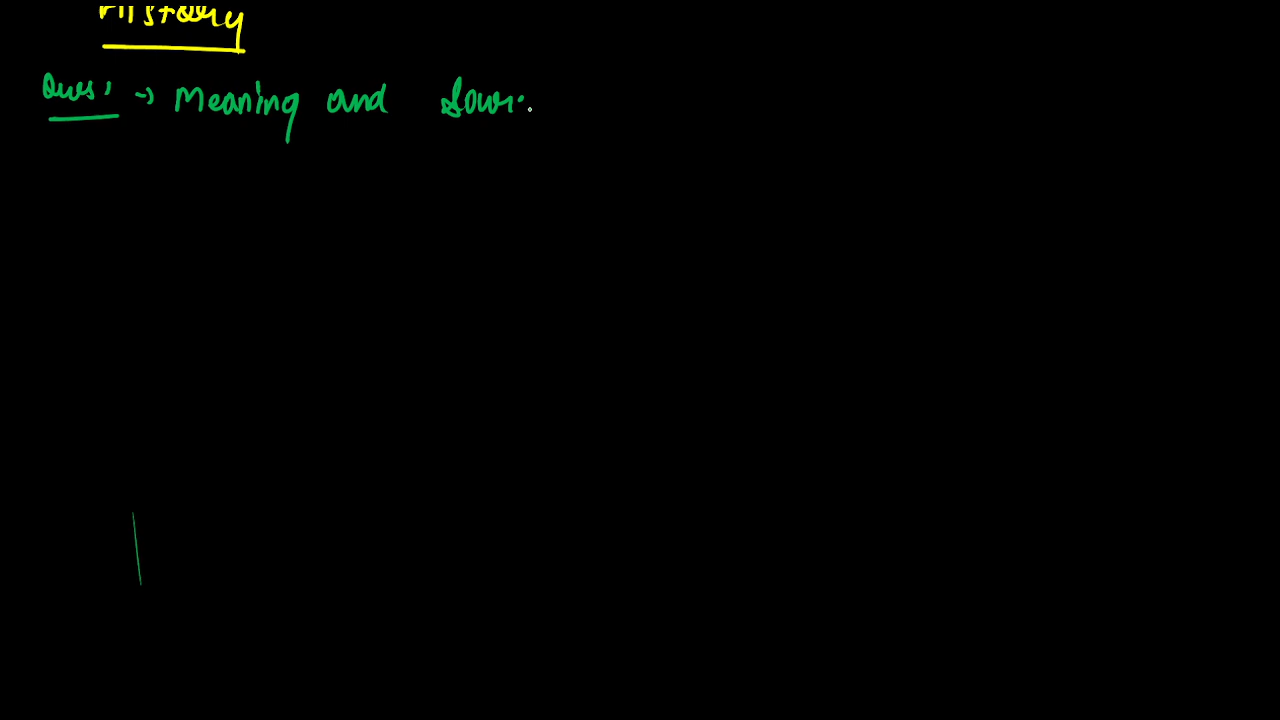 History
Ques: → Meaning and Sour